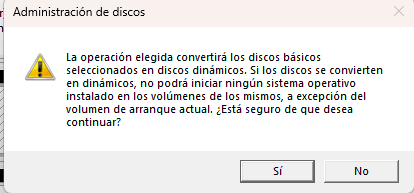 Administración de discos
La operación elegida convertirá los discos básicos
seleccionados en discos dinámicos. Si los discos se convierten
en dinámicos, no podrá iniciar ningún sistema operativo
instalado en los volúmenes de los mismos, a excepción del
volumen de arranque actual. ¿Está seguro de que desea
continuar?
Sí
No